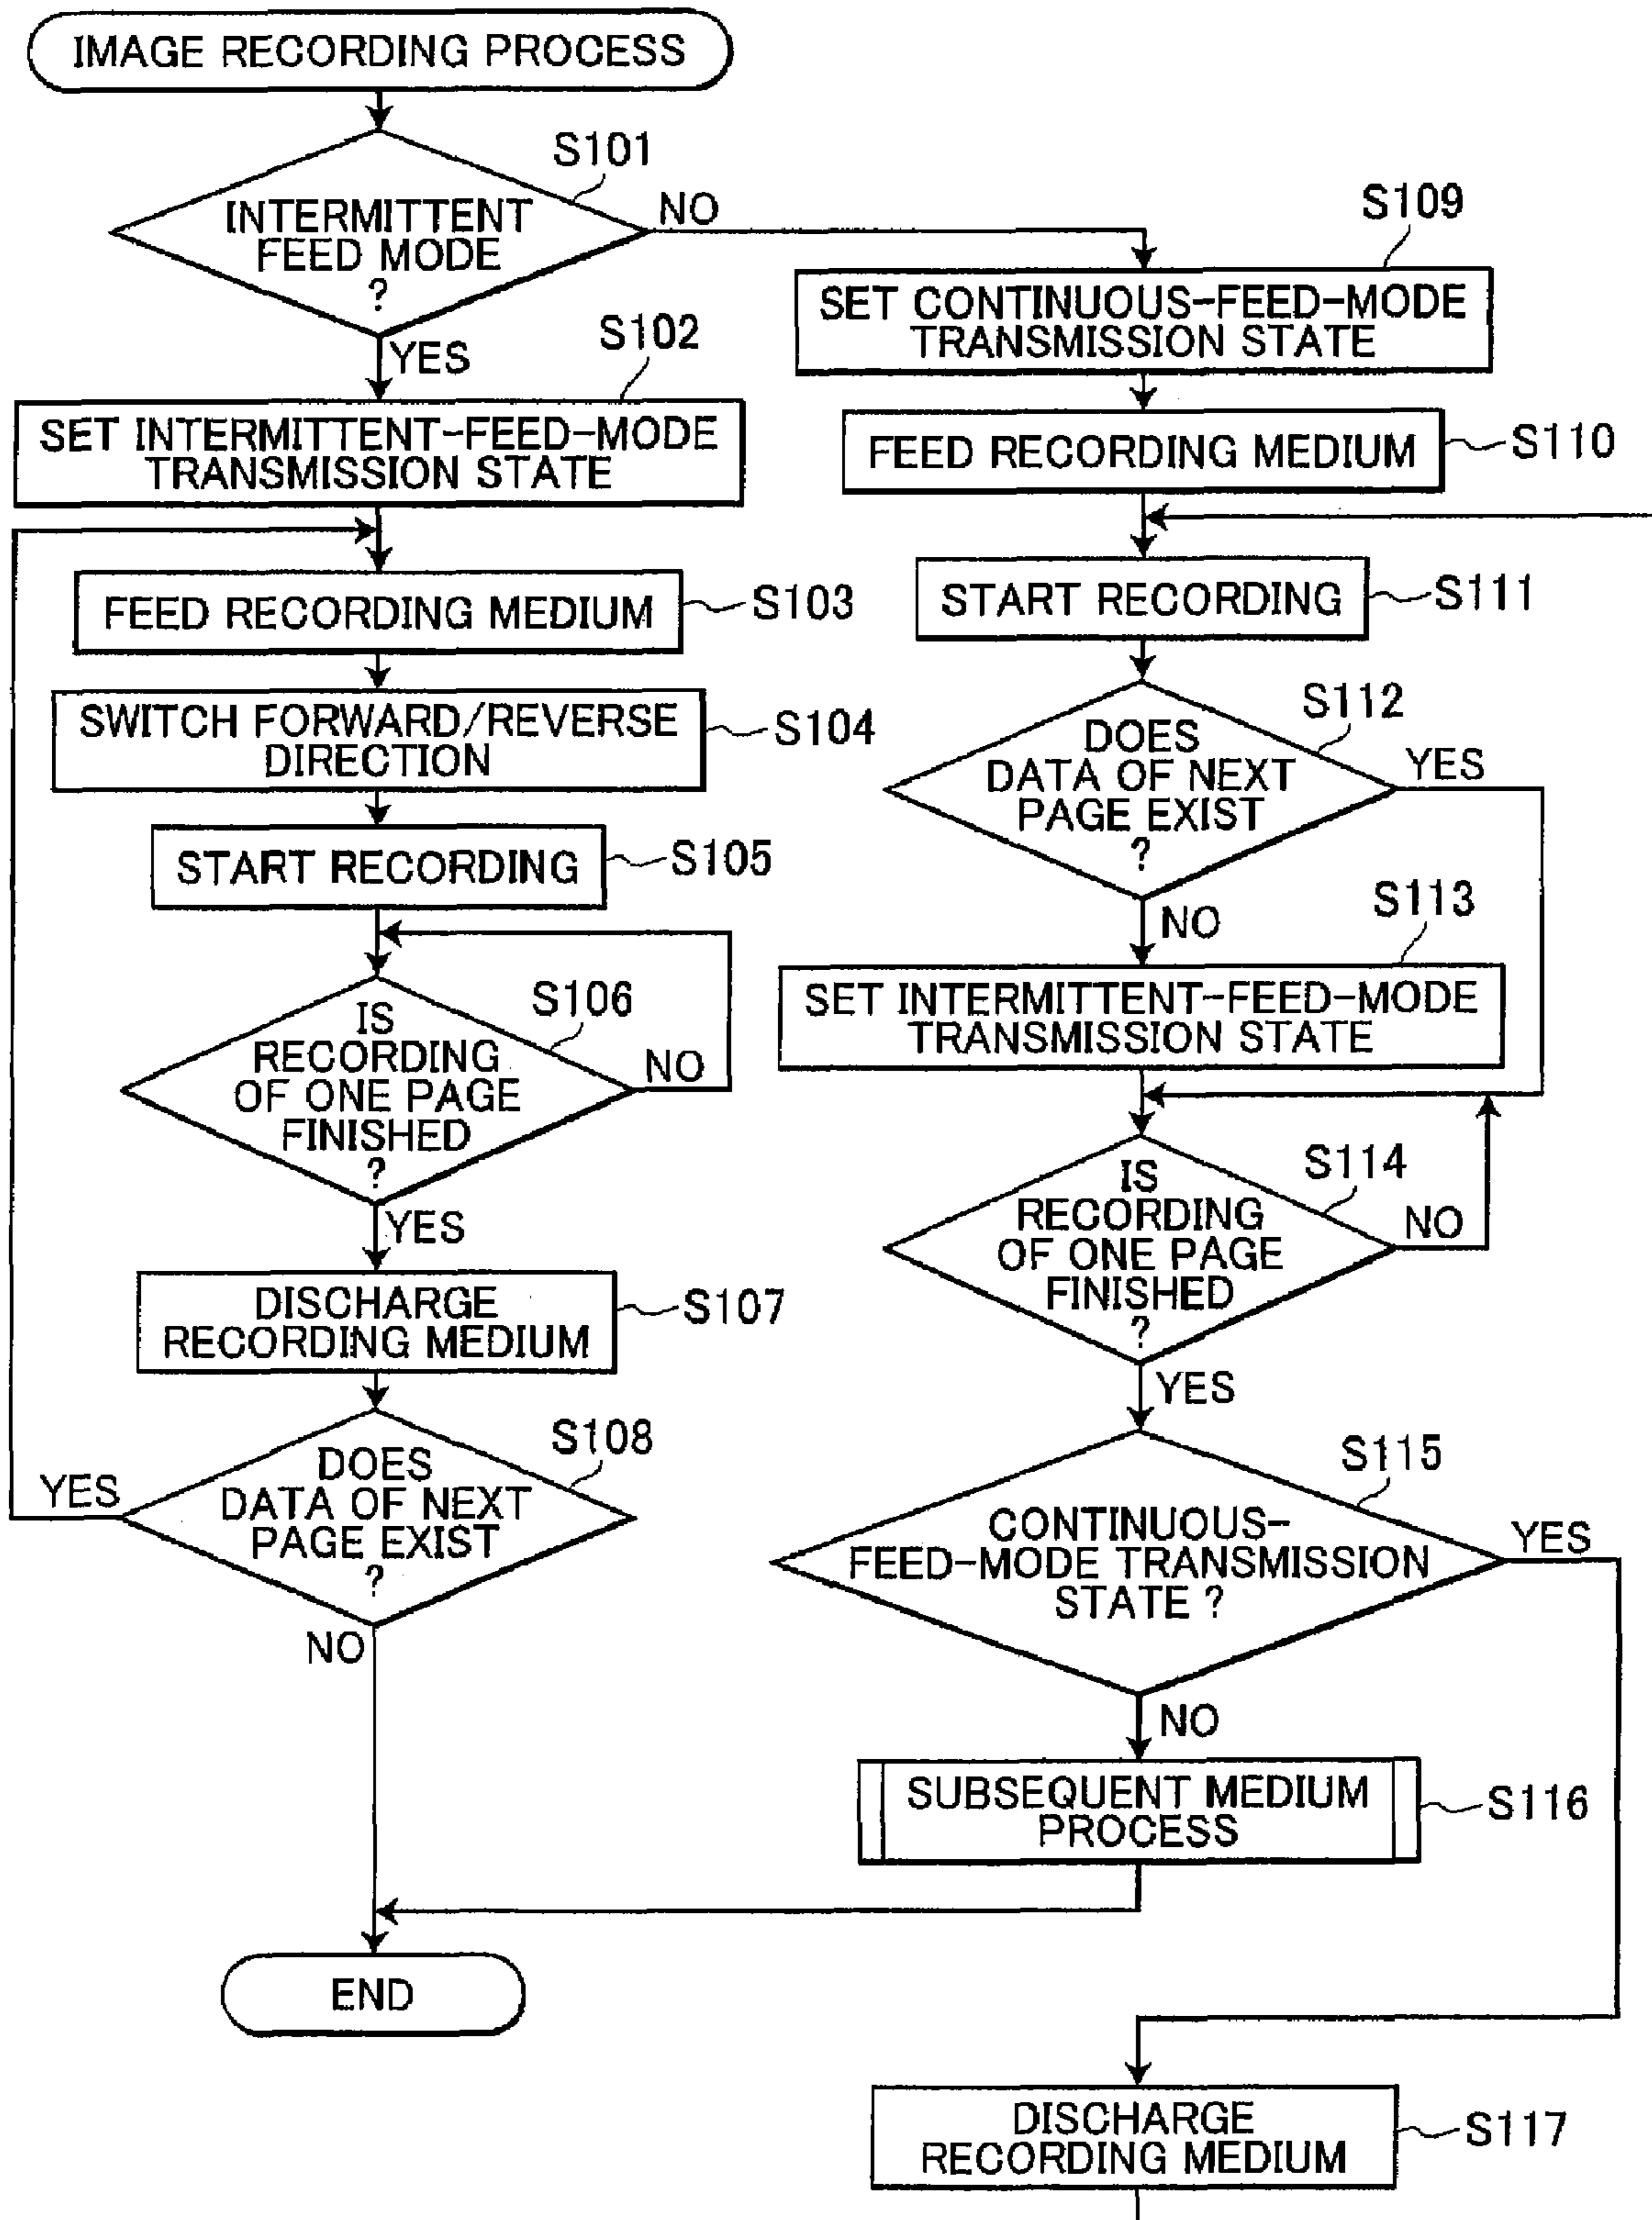 IMAGE RECORDING PROCESS
S101
INTERMITTENT
FEED MODE
?
NO
YES
S102
SET INTERMITTENT-FEED-MODE
TRANSMISSION STATE
FEED RECORDING MEDIUM
S103
SWITCH FORWARD/REVERSE
DIRECTION
S104
START RECORDING
S105
S106
IS
RECORDING
OF ONE PAGE
FINISHED
?
NO
YES
DISCHARGE
RECORDING MEDIUM
S107
S108
DOES
DATA OF NEXT
PAGE EXIST
?
YES
NO
END
S109
SET CONTINUOUS-FEED-MODE
TRANSMISSION STATE
FEED RECORDING MEDIUM
S110
START RECORDING
S111
S112
DOES
DATA OF NEXT
PAGE EXIST
?
YES
NO
S113
SET INTERMITTENT-FEED-MODE
TRANSMISSION STATE
S114
IS
RECORDING
OF ONE PAGE
FINISHED
?
NO
YES
S115
CONTINUOUS-
FEED-MODE TRANSMISSION
STATE ?
YES
NO
SUBSEQUENT MEDIUM
PROCESS
S116
DISCHARGE
RECORDING MEDIUM
S117